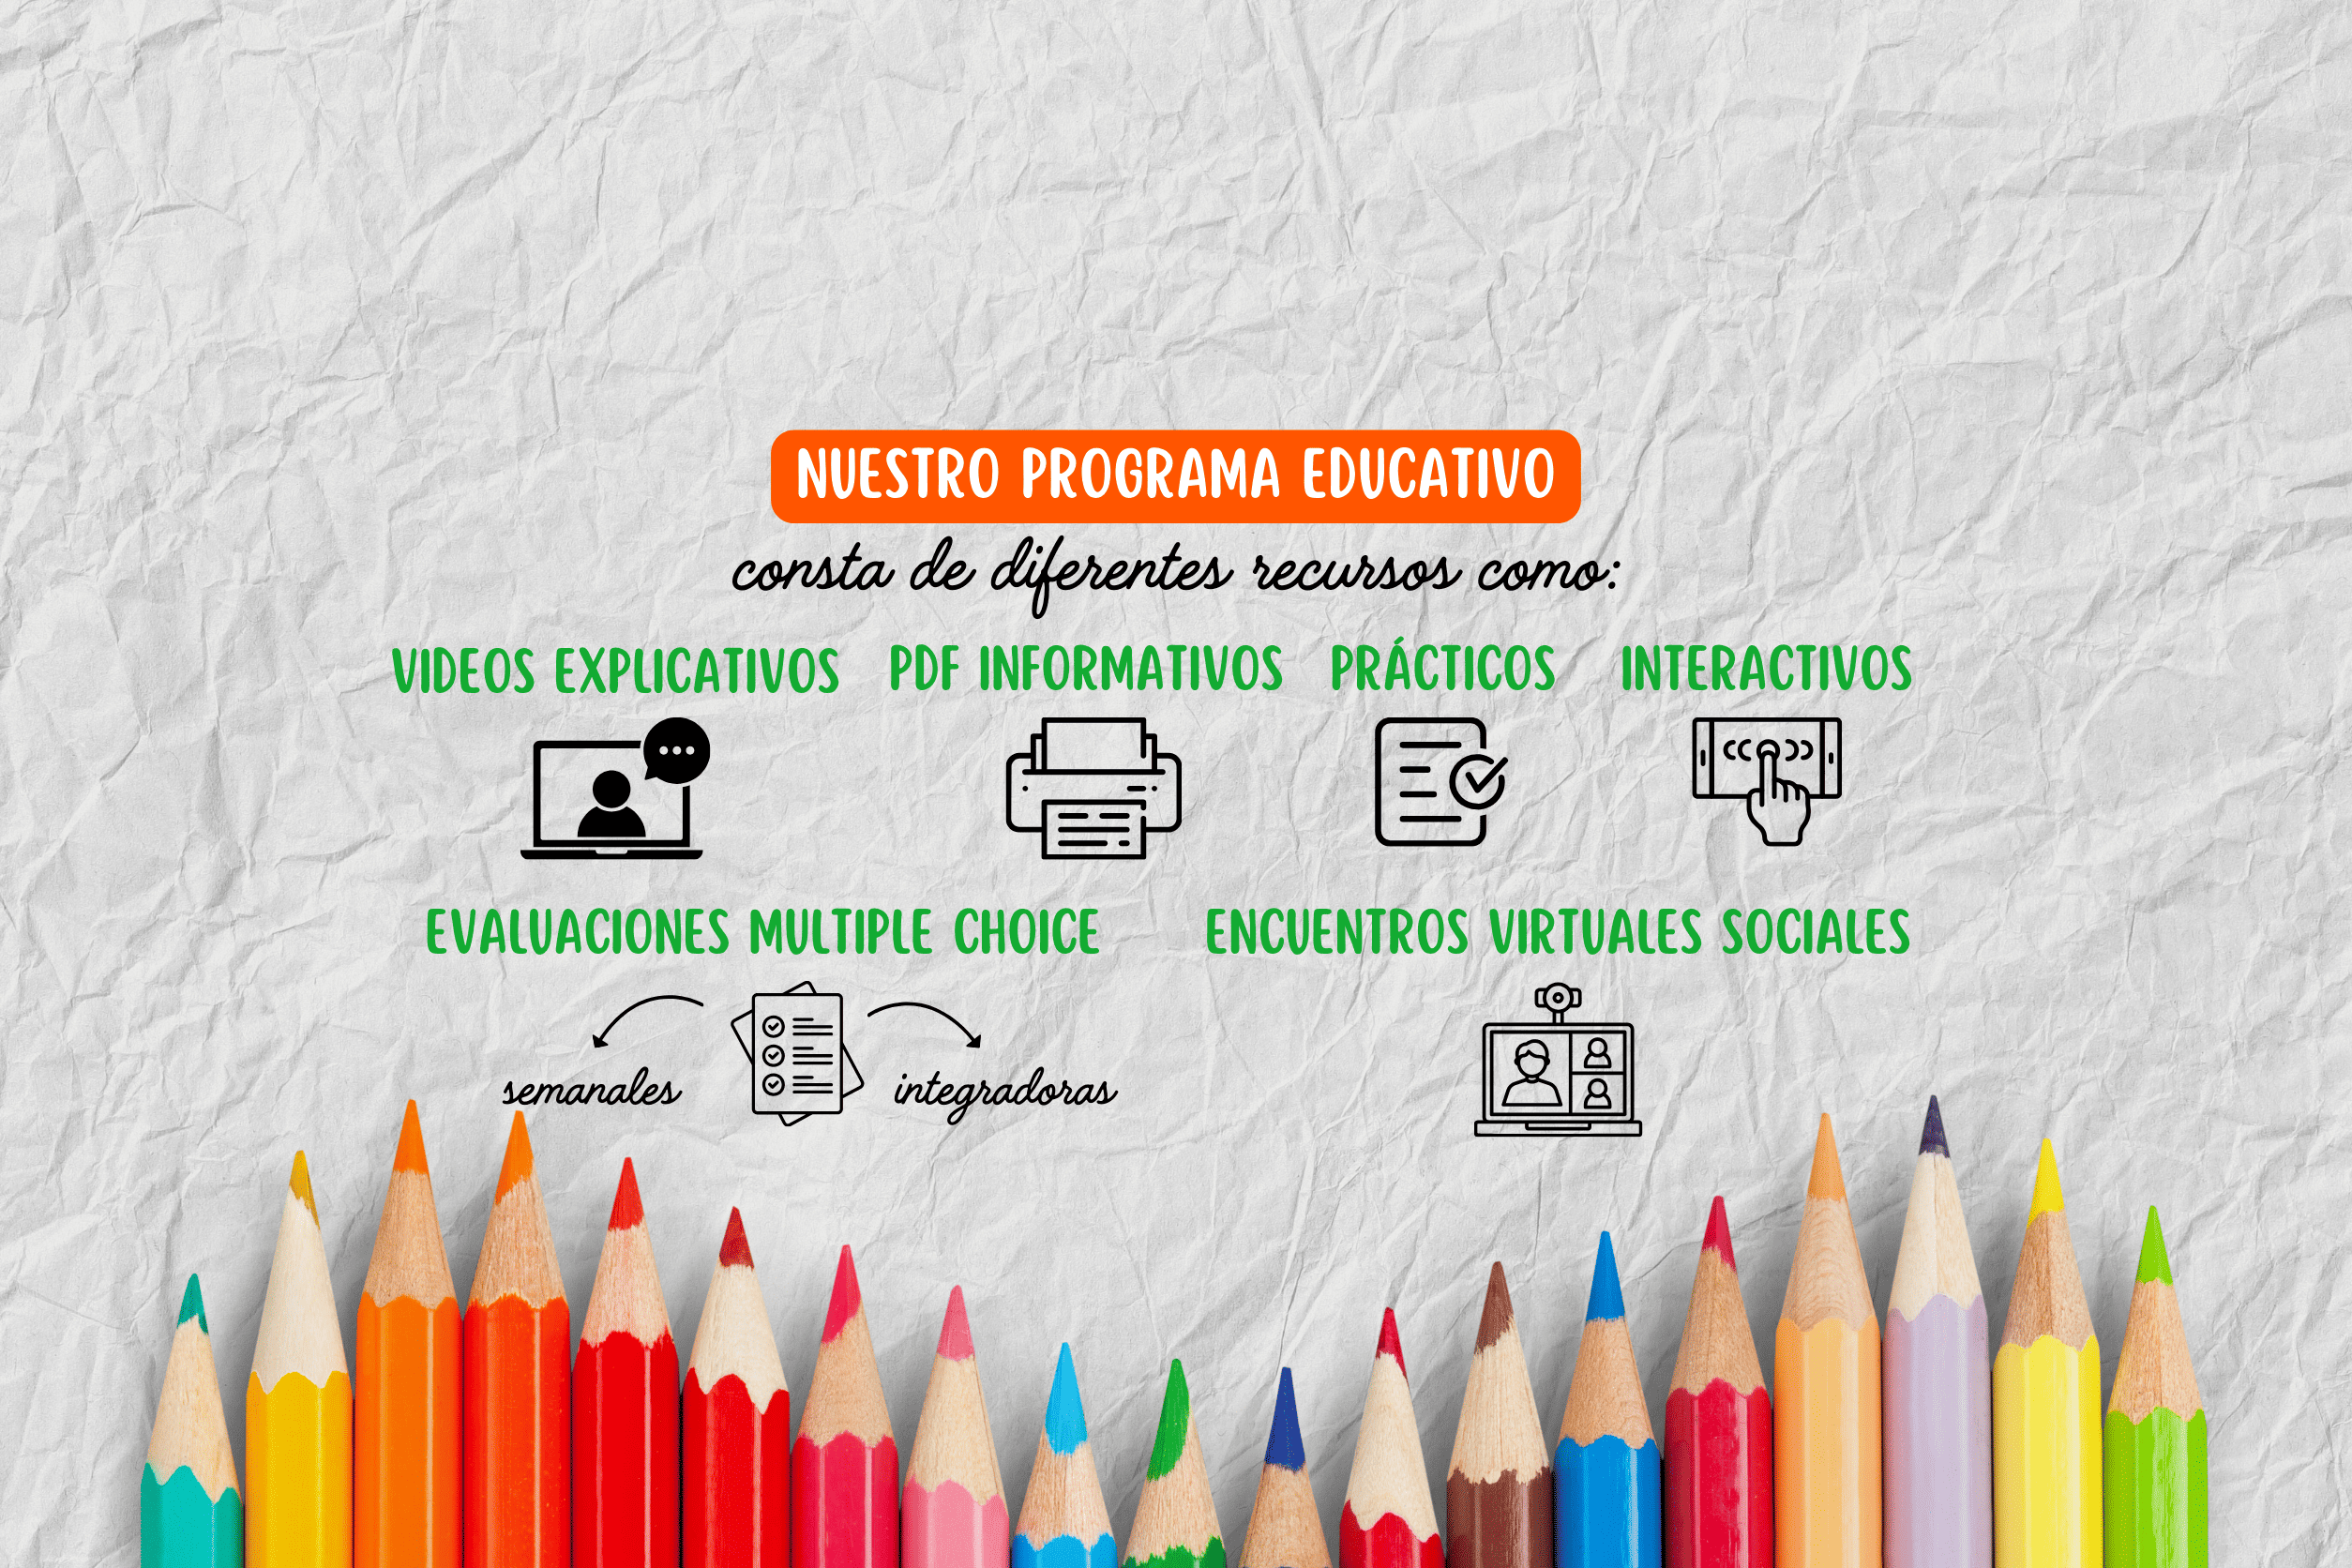 NUESTRO PROGRAMA EDUCATIVO
consta de diferentes recursos como:
VIDEOS EXPLICATIVOS
PDF INFORMATIVOS
PRÁCTICOS
INTERACTIVOS
EVALUACIONES MULTIPLE CHOICE
semanales
integradoras
ENCUENTROS VIRTUALES SOCIALES